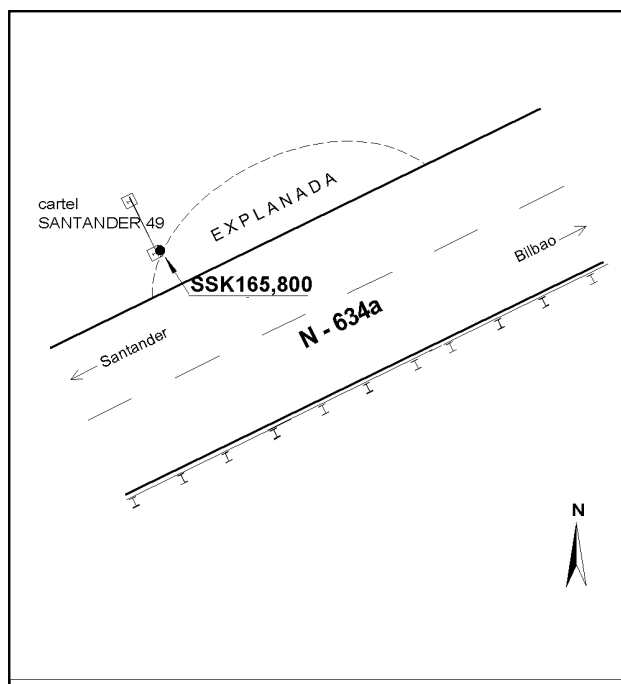 EXPLANADA
cartel
SANTANDER 49
SSK165,800
Bilbao
N - 634a
Santander
N